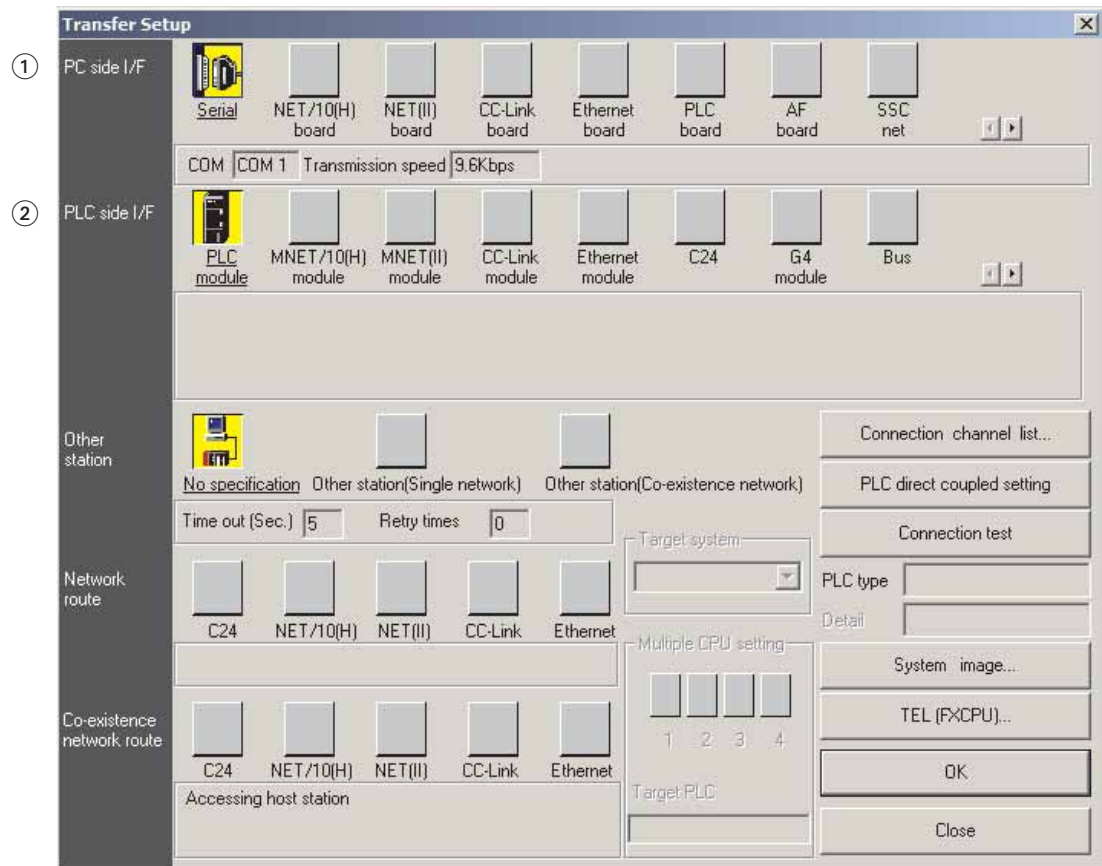 Transfer Setup
① PC side I/F
Serial
NET/10(H) board
NET(II) board
CC-Link board
Ethernet board
PLC board
AF board
SSC net
COM COM 1 Transmission speed 9.6Kbps
② PLC side I/F
PLC module
MNET/10(H) module
MNET(II) module
CC-Link module
Ethernet module
C24
G4 module
Bus
Other station
No specification
Other station(Single network)
Other station(Co-existence network)
Time out (Sec.) 5 Retry times 0
Network route
C24 NET/10(H) NET(II) CC-Link Ethernet
Co-existence network route
C24 NET/10(H) NET(II) CC-Link Ethernet
Accessing host station
Target system
Multiple CPU setting
1 2 3 4
Target PLC
Connection channel list...
PLC direct coupled setting
Connection test
PLC type
Detail
System image...
TEL (FXCPU)...
OK
Close